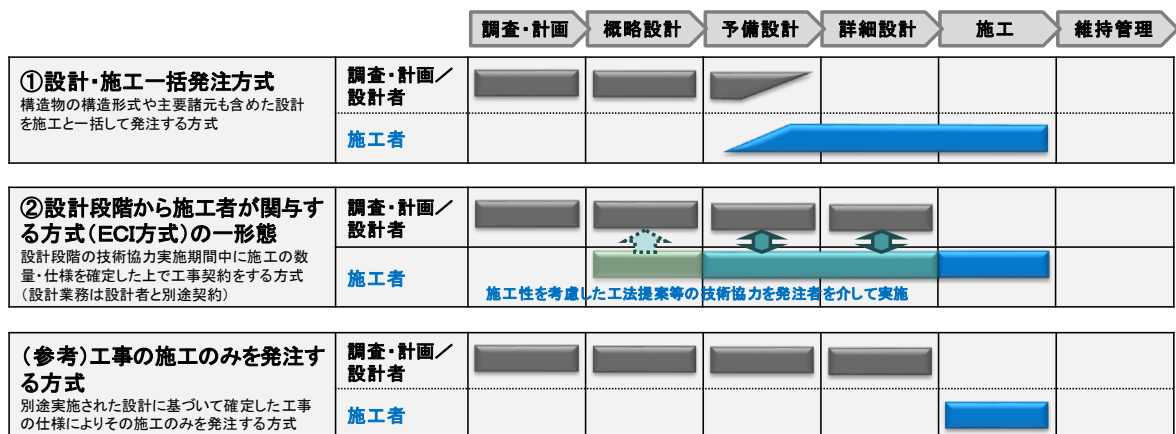 調査・計画 概略設計 予備設計 詳細設計 施工 維持管理
①設計・施工一括発注方式
構造物の構造形式や主要諸元も含めた設計
を施工と一括して発注する方式
調査・計画／
設計者
施工者
②設計段階から施工者が関与す
る方式(ECI方式)の一形態
設計段階の技術協力実施期間中に施工の数
量・仕様を確定した上で工事契約をする方式
(設計業務は設計者と別途契約)
調査・計画／
設計者
施工者
施工性を考慮した工法提案等の技術協力を発注者を介して実施
(参考)工事の施工のみを発注す
る方式
別途実施された設計に基づいて確定した工事
の仕様によりその施工のみを発注する方式
調査・計画／
設計者
施工者